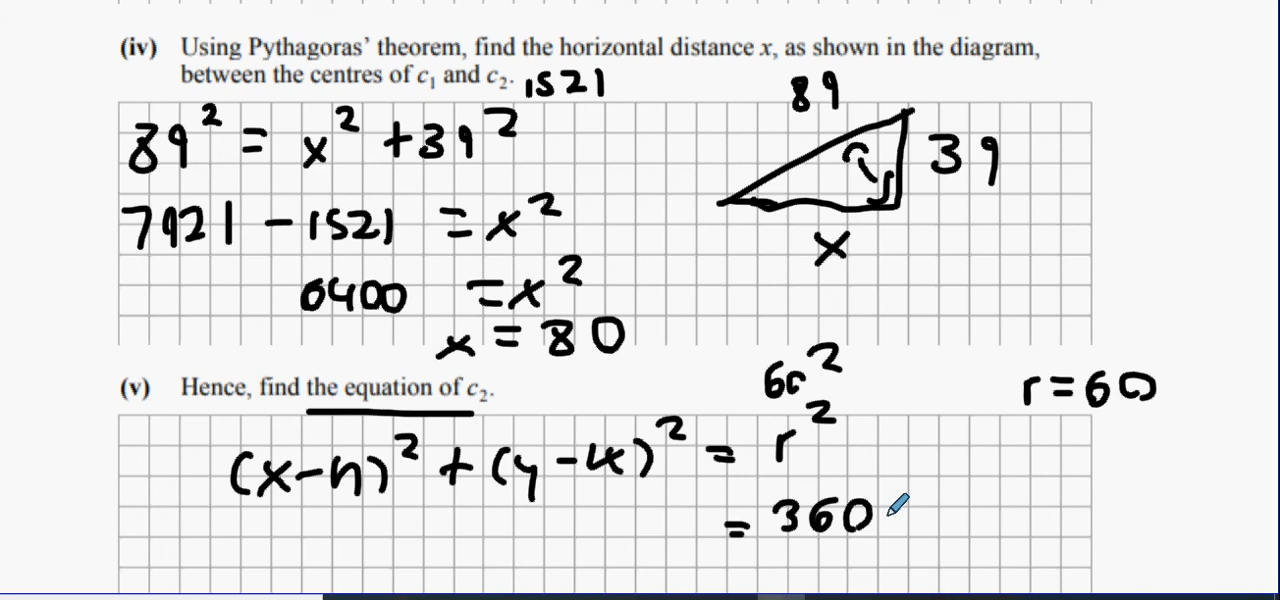 (iv) Using Pythagoras' theorem, find the horizontal distance x, as shown in the diagram,
between the centres of c₁ and c₂. 1521
89² = x² + 39²
7921 - 1521 = x²
6400 = x²
x = 80
89
39
x
(v) Hence, find the equation of c₂.
60²
r = 60
(x - h)² + (y - k)² = r²
= 360